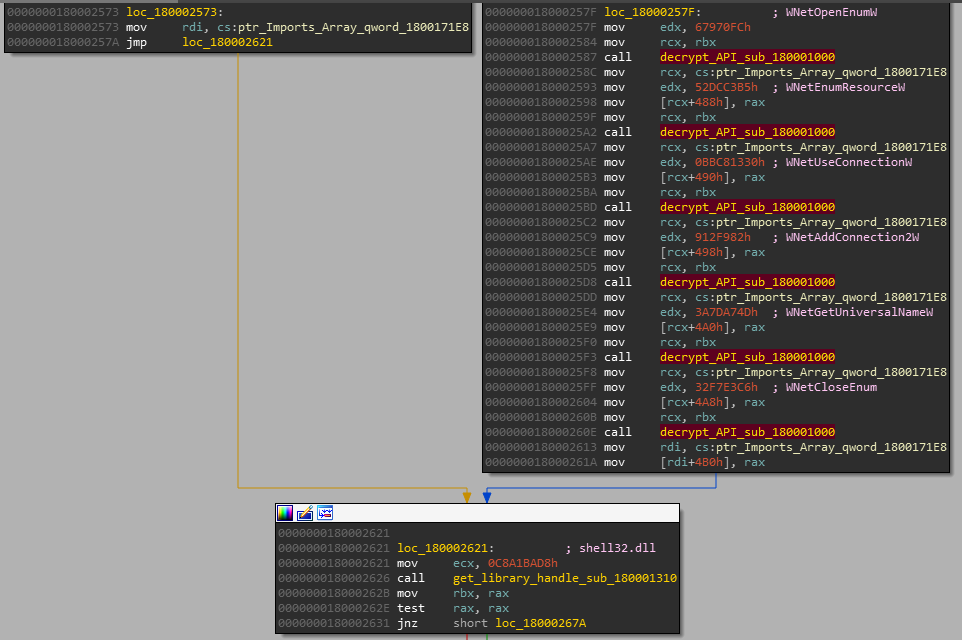 0000000180002573 loc_180002573:
0000000180002573 mov rdi, cs:ptr_Imports_Array_qword_1800171E8
000000018000257A jmp loc_180002621
000000018000257F loc_18000257F: ; WNetOpenEnumW
000000018000257F mov edx, 67970FCh
0000000180002584 mov rcx, rbx
0000000180002587 call decrypt_API_sub_180001000
000000018000258C mov rcx, cs:ptr_Imports_Array_qword_1800171E8
0000000180002593 mov edx, 52DCC3B5h ; WNetEnumResourceW
0000000180002598 mov [rcx+488h], rax
000000018000259F mov rcx, rbx
00000001800025A2 call decrypt_API_sub_180001000
00000001800025A7 mov rcx, cs:ptr_Imports_Array_qword_1800171E8
00000001800025AE mov edx, 0BBC81330h ; WNetUseConnectionW
00000001800025B3 mov [rcx+490h], rax
00000001800025BA mov rcx, rbx
00000001800025BD call decrypt_API_sub_180001000
00000001800025C2 mov rcx, cs:ptr_Imports_Array_qword_1800171E8
00000001800025C9 mov edx, 912F982h ; WNetAddConnection2W
00000001800025CE mov [rcx+498h], rax
00000001800025D5 mov rcx, rbx
00000001800025D8 call decrypt_API_sub_180001000
00000001800025DD mov rcx, cs:ptr_Imports_Array_qword_1800171E8
00000001800025E4 mov edx, 3A7DA74Dh ; WNetGetUniversalNameW
00000001800025E9 mov [rcx+4A0h], rax
00000001800025F0 mov rcx, rbx
00000001800025F3 call decrypt_API_sub_180001000
00000001800025F8 mov rcx, cs:ptr_Imports_Array_qword_1800171E8
00000001800025FF mov edx, 32F7E3C6h ; WNetCloseEnum
0000000180002604 mov [rcx+4A8h], rax
000000018000260B mov rcx, rbx
000000018000260E call decrypt_API_sub_180001000
0000000180002613 mov rdi, cs:ptr_Imports_Array_qword_1800171E8
000000018000261A mov [rdi+4B0h], rax
0000000180002621
0000000180002621 loc_180002621: ; shell32.dll
0000000180002621 mov ecx, 0C8A1BAD8h
0000000180002626 call get_library_handle_sub_180001310
000000018000262B mov rbx, rax
000000018000262E test rax, rax
0000000180002631 jnz short loc_18000267A